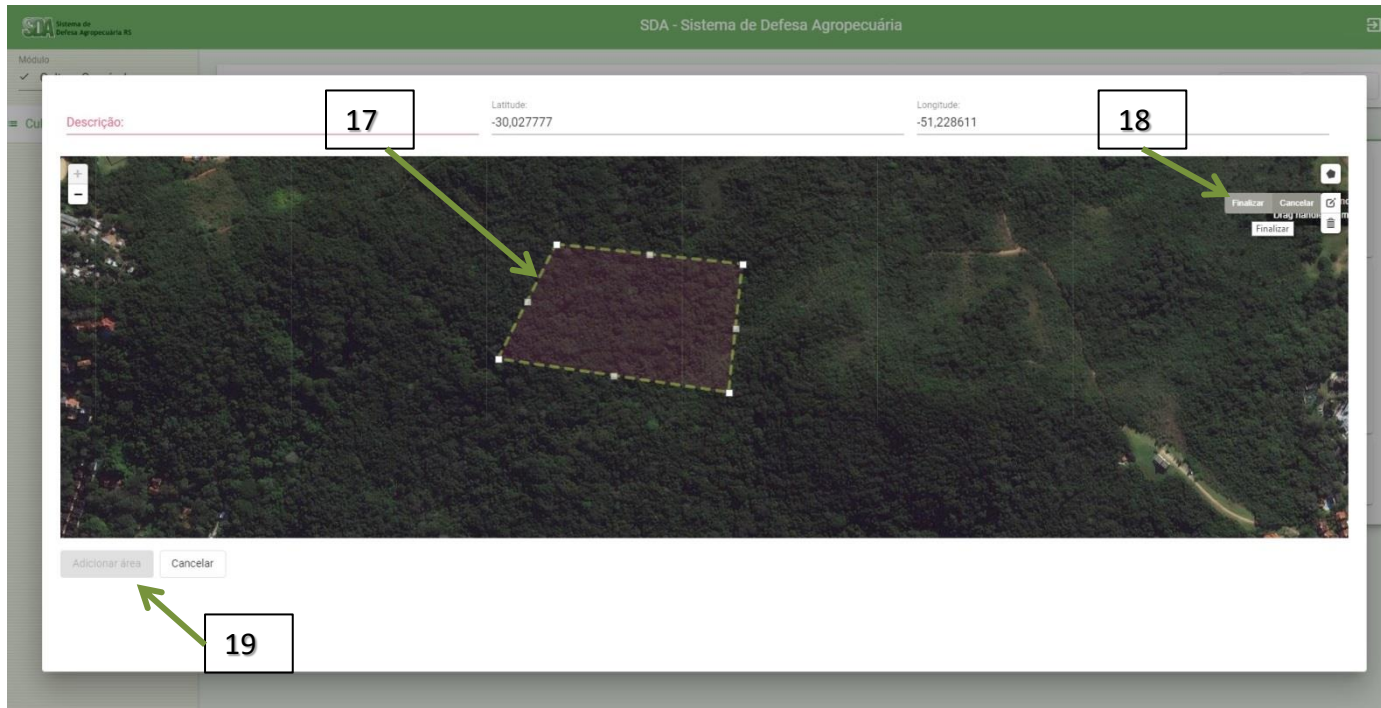 SDA Sistema de
Defesa Agropecuária RS
SDA - Sistema de Defesa Agropecuária
Módulo
Cul
Descrição:
17
Latitude:
-30,027777
Longitude:
-51,228611
18
+
-
Finalizar Cancelar
Finalizar
Adicionar área Cancelar
19